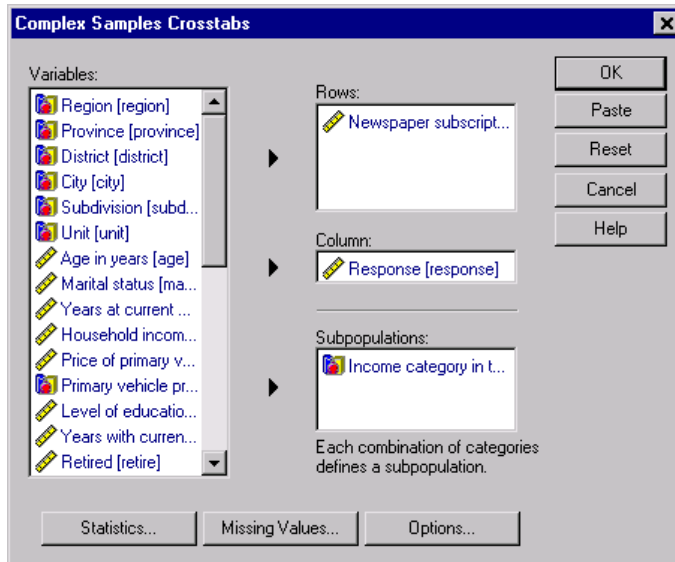 Complex Samples Crosstabs
Variables:
Region [region]
Province [province]
District [district]
City [city]
Subdivision [subd...
Unit [unit]
Age in years [age]
Marital status [ma...
Years at current ...
Household incom...
Price of primary v...
Primary vehicle pr...
Level of educatio...
Years with curren...
Retired [retire]
Rows:
Newspaper subscript...
Column:
Response [response]
Subpopulations:
Income category in t...
Each combination of categories
defines a subpopulation.
OK
Paste
Reset
Cancel
Help
Statistics...
Missing Values...
Options...